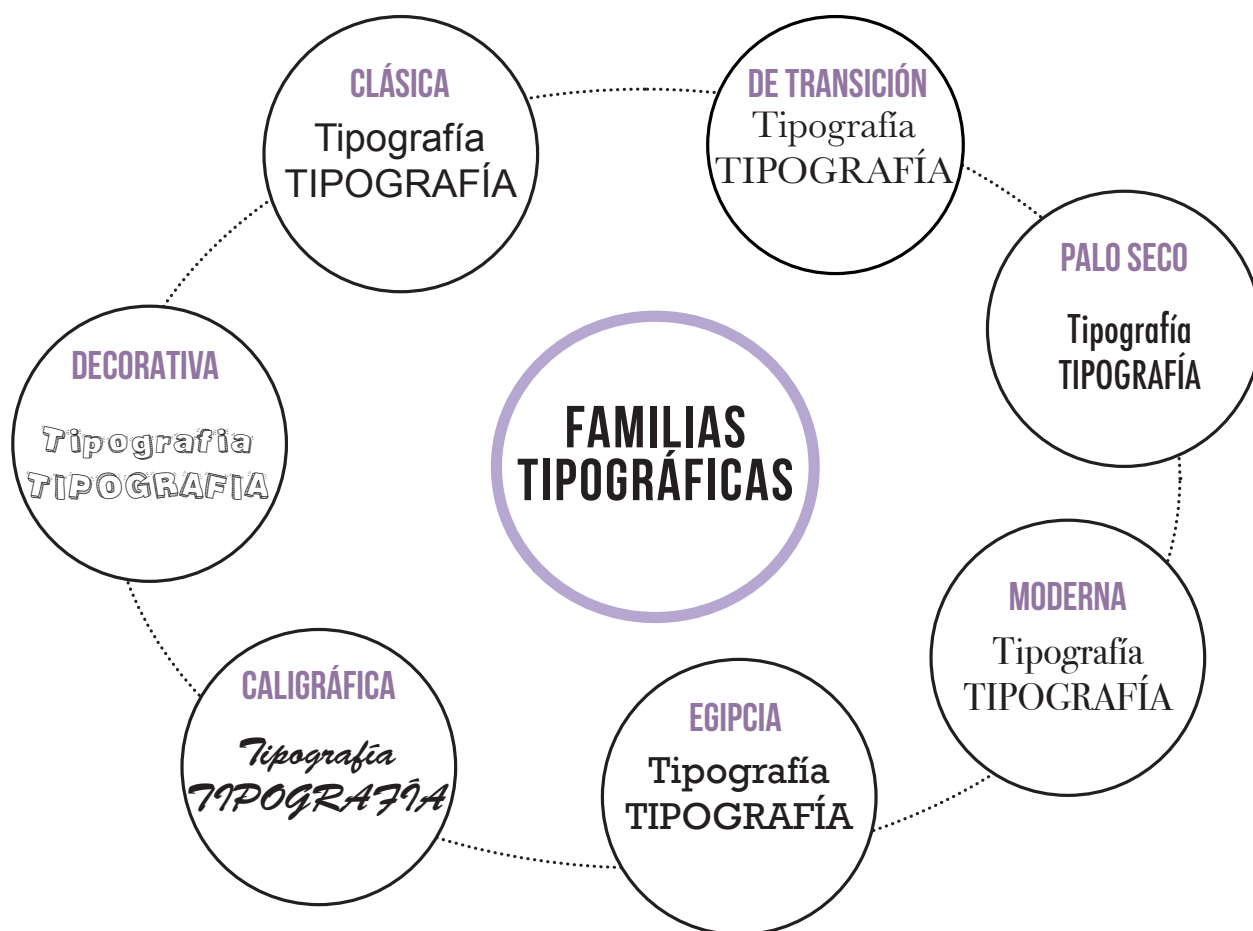 CLÁSICA
Tipografía
TIPOGRAFÍA
DE TRANSICIÓN
Tipografía
TIPOGRAFÍA
PALO SECO
Tipografía
TIPOGRAFÍA
MODERNA
Tipografía
TIPOGRAFÍA
EGIPCIA
Tipografía
TIPOGRAFÍA
CALIGRÁFICA
Tipografía
TIPOGRAFÍA
DECORATIVA
Tipografia
TIPOGRAFIA
FAMILIAS
TIPOGRÁFICAS